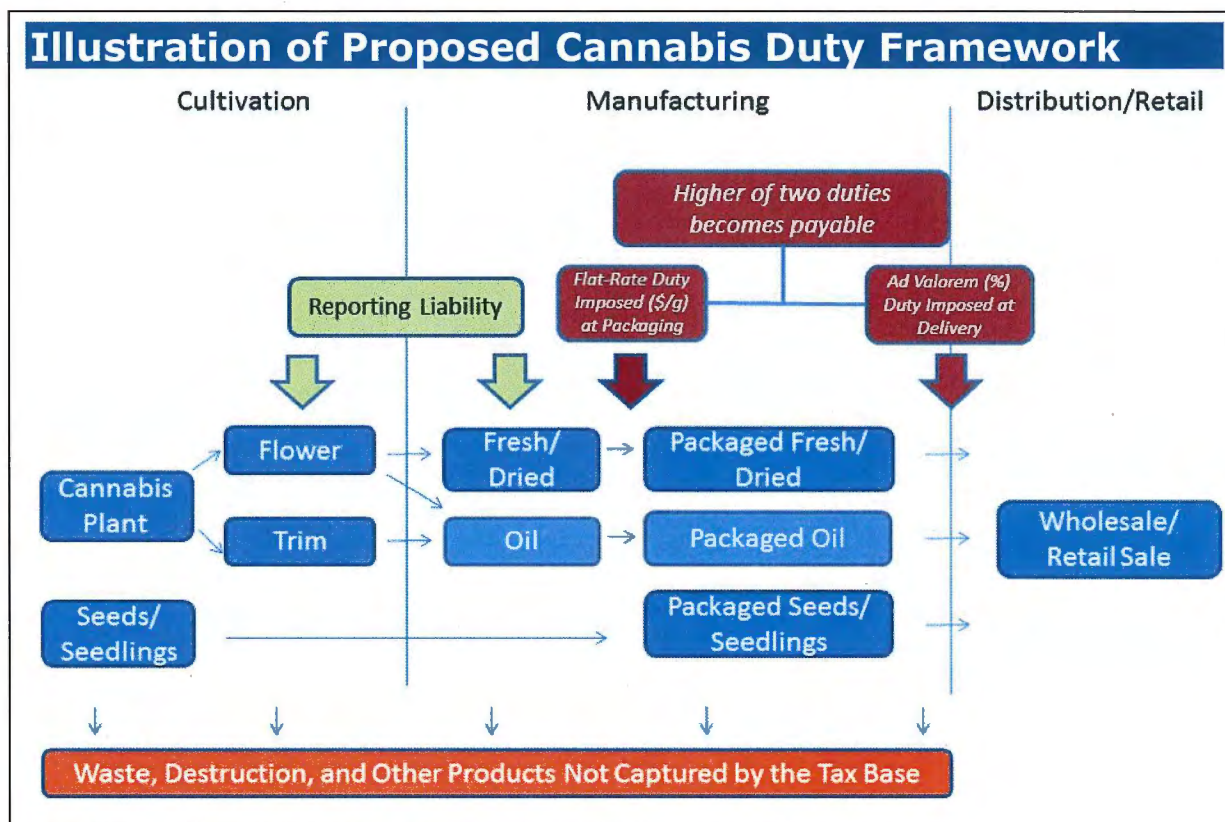 Illustration of Proposed Cannabis Duty Framework
Cultivation
Manufacturing
Distribution/Retail
Higher of two duties
becomes payable
Reporting Liability
Flat-Rate Duty
Imposed ($/g)
at Packaging
Ad Valorem (%)
Duty Imposed at
Delivery
Cannabis
Plant
Flower
Trim
Fresh/
Dried
Oil
Packaged Fresh/
Dried
Packaged Oil
Wholesale/
Retail Sale
Seeds/
Seedlings
Packaged Seeds/
Seedlings
Waste, Destruction, and Other Products Not Captured by the Tax Base